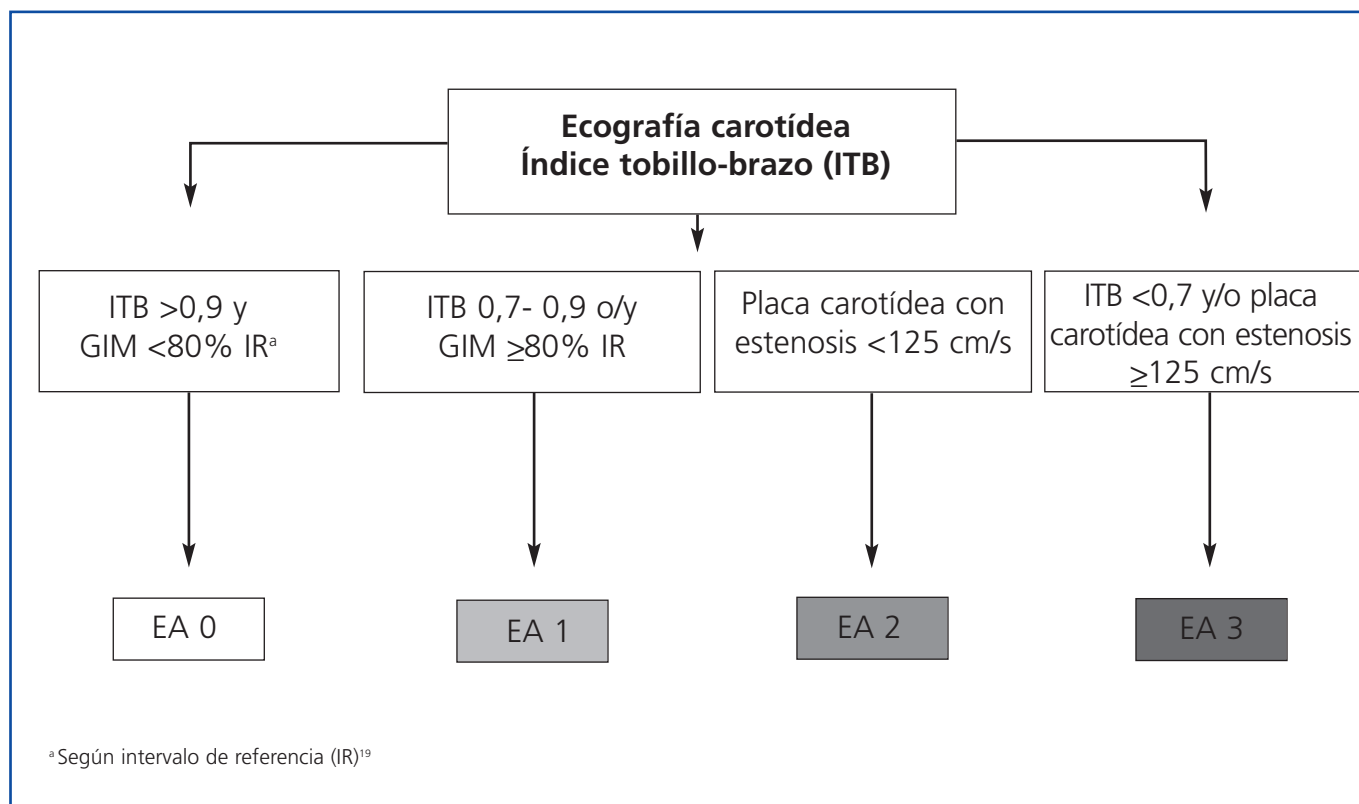 Ecografía carotídea
Índice tobillo-brazo (ITB)
ITB >0,9 y
GIM <80% IRª
ITB 0,7- 0,9 o/y
GIM ≥80% IR
Placa carotídea con
estenosis <125 cm/s
ITB <0,7 y/o placa
carotídea con estenosis
≥125 cm/s
EA 0
EA 1
EA 2
EA 3
ª Según intervalo de referencia (IR)¹⁹